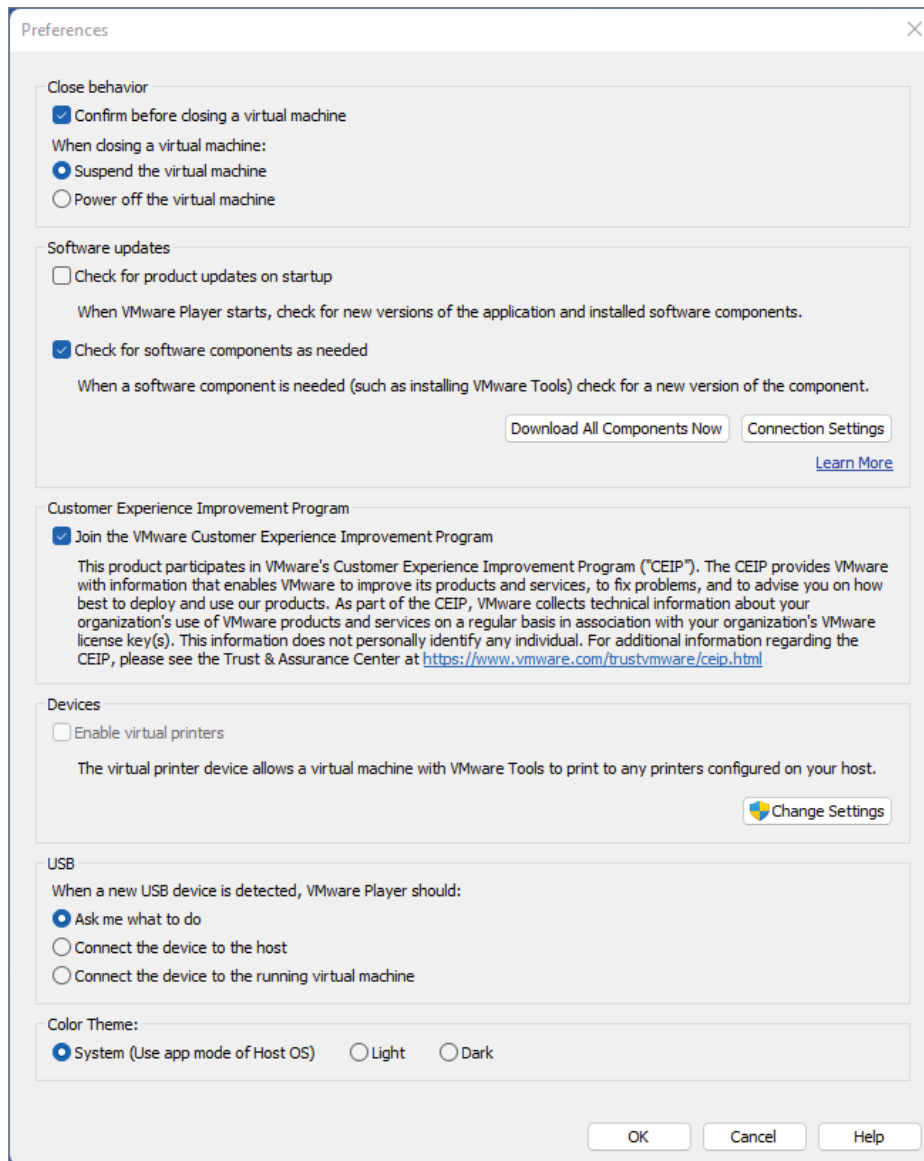 Preferences
Close behavior
Confirm before closing a virtual machine
When closing a virtual machine:
Suspend the virtual machine
Power off the virtual machine
Software updates
Check for product updates on startup
When VMware Player starts, check for new versions of the application and installed software components.
Check for software components as needed
When a software component is needed (such as installing VMware Tools) check for a new version of the component.
Download All Components Now Connection Settings
Learn More
Customer Experience Improvement Program
Join the VMware Customer Experience Improvement Program
This product participates in VMware's Customer Experience Improvement Program ("CEIP"). The CEIP provides VMware
with information that enables VMware to improve its products and services, to fix problems, and to advise you on how
best to deploy and use our products. As part of the CEIP, VMware collects technical information about your
organization's use of VMware products and services on a regular basis in association with your organization's VMware
license key(s). This information does not personally identify any individual. For additional information regarding the
CEIP, please see the Trust & Assurance Center at https://www.vmware.com/trustvmware/ceip.html.
Devices
Enable virtual printers
The virtual printer device allows a virtual machine with VMware Tools to print to any printers configured on your host.
Change Settings
USB
When a new USB device is detected, VMware Player should:
Ask me what to do
Connect the device to the host
Connect the device to the running virtual machine
Color Theme:
System (Use app mode of Host OS) Light Dark
OK Cancel Help